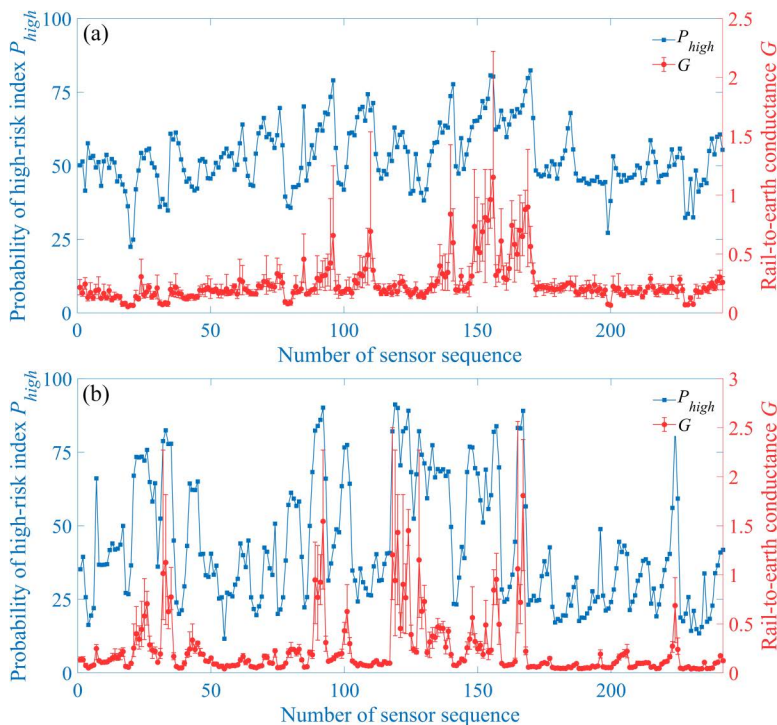 (a)
Probability of high-risk index P_high
Rail-to-earth conductance G
100
75
50
25
0
2.5
2
1.5
1
0.5
0
P_high
G
0 50 100 150 200
Number of sensor sequence
(b)
Probability of high-risk index P_high
Rail-to-earth conductance G
100
75
50
25
0
3
2.5
2
1.5
1
0.5
0
P_high
G
0 50 100 150 200
Number of sensor sequence